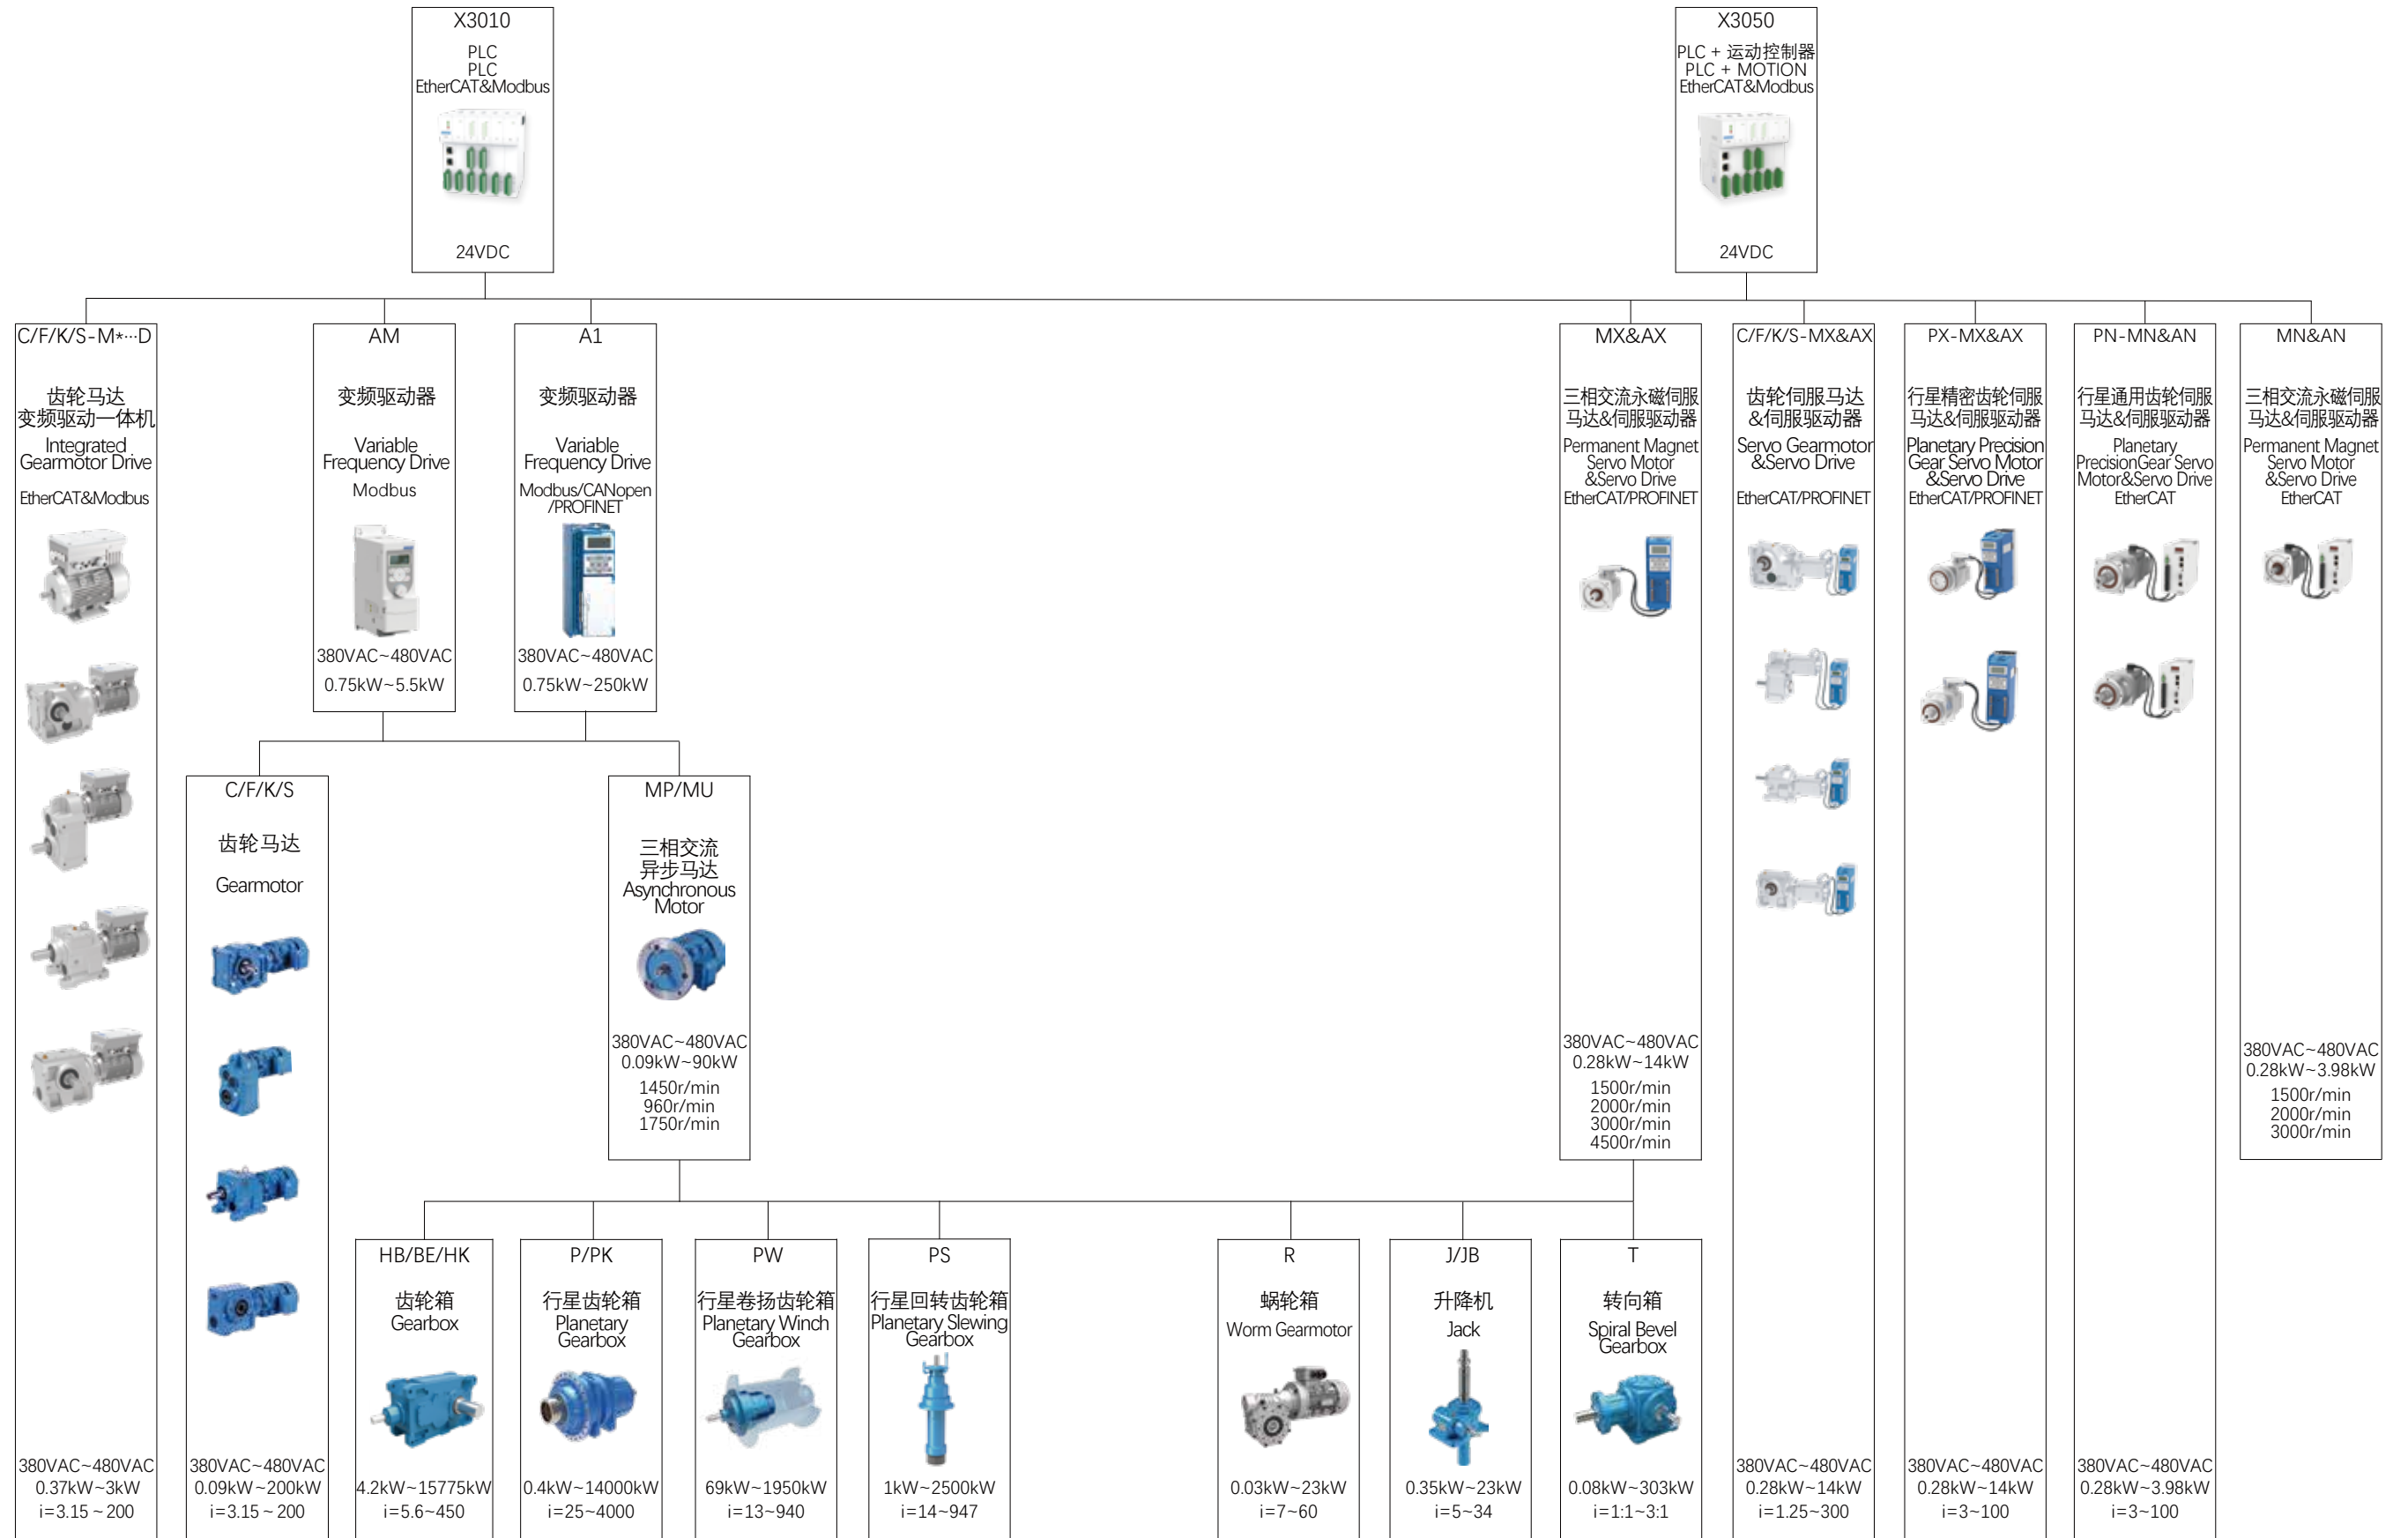 X3010
PLC
PLC
EtherCAT&Modbus
24VDC
X3050
PLC + 运动控制器
PLC + MOTION
EtherCAT&Modbus
24VDC
C/F/K/S-M*···D
齿轮马达
变频驱动一体机
Integrated
Gearmotor Drive
EtherCAT&Modbus
380VAC~480VAC
0.37kW~3kW
i=3.15 ~ 200
AM
变频驱动器
Variable
Frequency Drive
Modbus
380VAC~480VAC
0.75kW~5.5kW
A1
变频驱动器
Variable
Frequency Drive
Modbus/CANopen
/PROFINET
380VAC~480VAC
0.75kW~250kW
MX&AX
三相交流永磁伺服
马达&伺服驱动器
Permanent Magnet
Servo Motor
&Servo Drive
EtherCAT/PROFINET
380VAC~480VAC
0.28kW~14kW
1500r/min
2000r/min
3000r/min
4500r/min
C/F/K/S-MX&AX
齿轮伺服马达
&伺服驱动器
Servo Gearmotor
&Servo Drive
EtherCAT/PROFINET
380VAC~480VAC
0.28kW~14kW
i=1.25~300
PX-MX&AX
行星精密齿轮伺服
马达&伺服驱动器
Planetary Precision
Gear Servo Motor
&Servo Drive
EtherCAT/PROFINET
380VAC~480VAC
0.28kW~14kW
i=3~100
PN-MN&AN
行星通用齿轮伺服
马达&伺服驱动器
Planetary
PrecisionGear Servo
Motor&Servo Drive
EtherCAT
380VAC~480VAC
0.28kW~3.98kW
i=3~100
MN&AN
三相交流永磁伺服
马达&伺服驱动器
Permanent Magnet
Servo Motor
&Servo Drive
EtherCAT
380VAC~480VAC
0.28kW~3.98kW
1500r/min
2000r/min
3000r/min
C/F/K/S
齿轮马达
Gearmotor
380VAC~480VAC
0.09kW~200kW
i=3.15 ~ 200
MP/MU
三相交流
异步马达
Asynchronous
Motor
380VAC~480VAC
0.09kW~90kW
1450r/min
960r/min
1750r/min
HB/BE/HK
齿轮箱
Gearbox
4.2kW~15775kW
i=5.6~450
P/PK
行星齿轮箱
Planetary
Gearbox
0.4kW~14000kW
i=25~4000
PW
行星卷扬齿轮箱
Planetary Winch
Gearbox
69kW~1950kW
i=13~940
PS
行星回转齿轮箱
Planetary Slewing
Gearbox
1kW~2500kW
i=14~947
R
蜗轮箱
Worm Gearmotor
0.03kW~23kW
i=7~60
J/JB
升降机
Jack
0.35kW~23kW
i=5~34
T
转向箱
Spiral Bevel
Gearbox
0.08kW~303kW
i=1:1~3:1